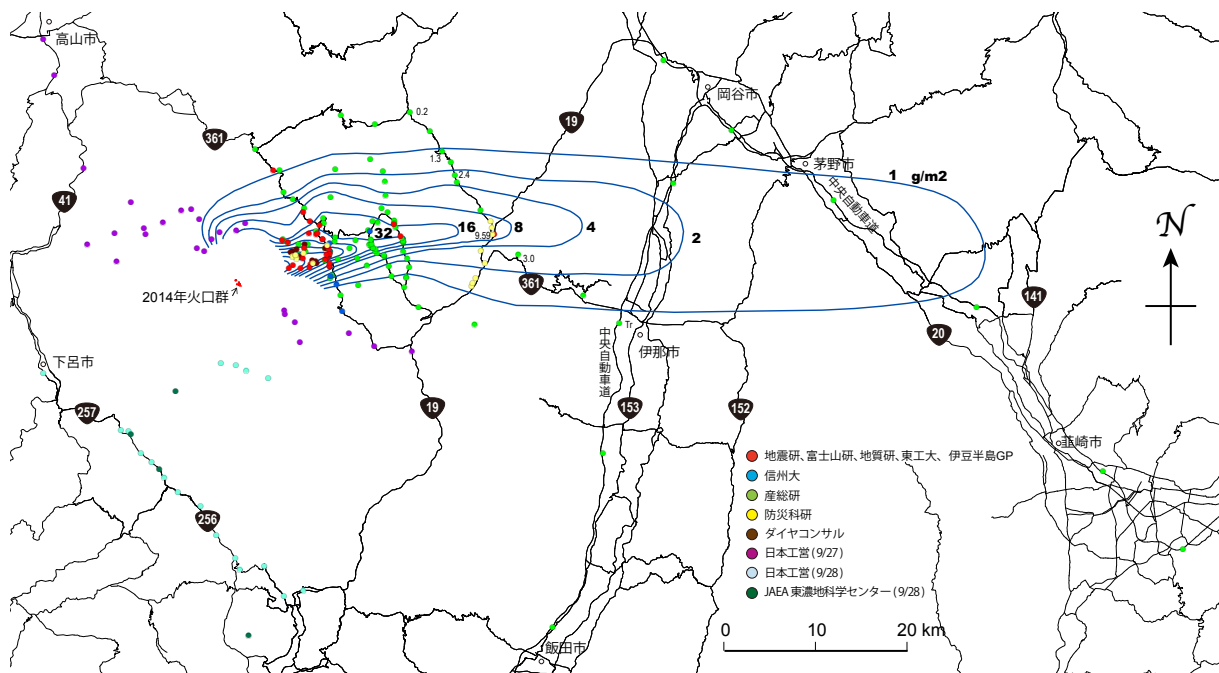 高山市
0.2
岡谷市
361
19
茅野市
1.3
1 g/m2
中央自動車道
2.4
41
32
16
8
4
2
9.59
N
3.0
361
2014年火口群
141
20
Tr
伊那市
中央自動車道
下呂市
257
19
153
152
韮崎市
地震研、富士山研、地質研、東工大、伊豆半島GP
信州大
産総研
防災科研
ダイヤコンサル
日本工営 (9/27)
日本工営 (9/28)
JAEA 東濃地科学センター (9/28)
256
0 10 20 km
飯田市